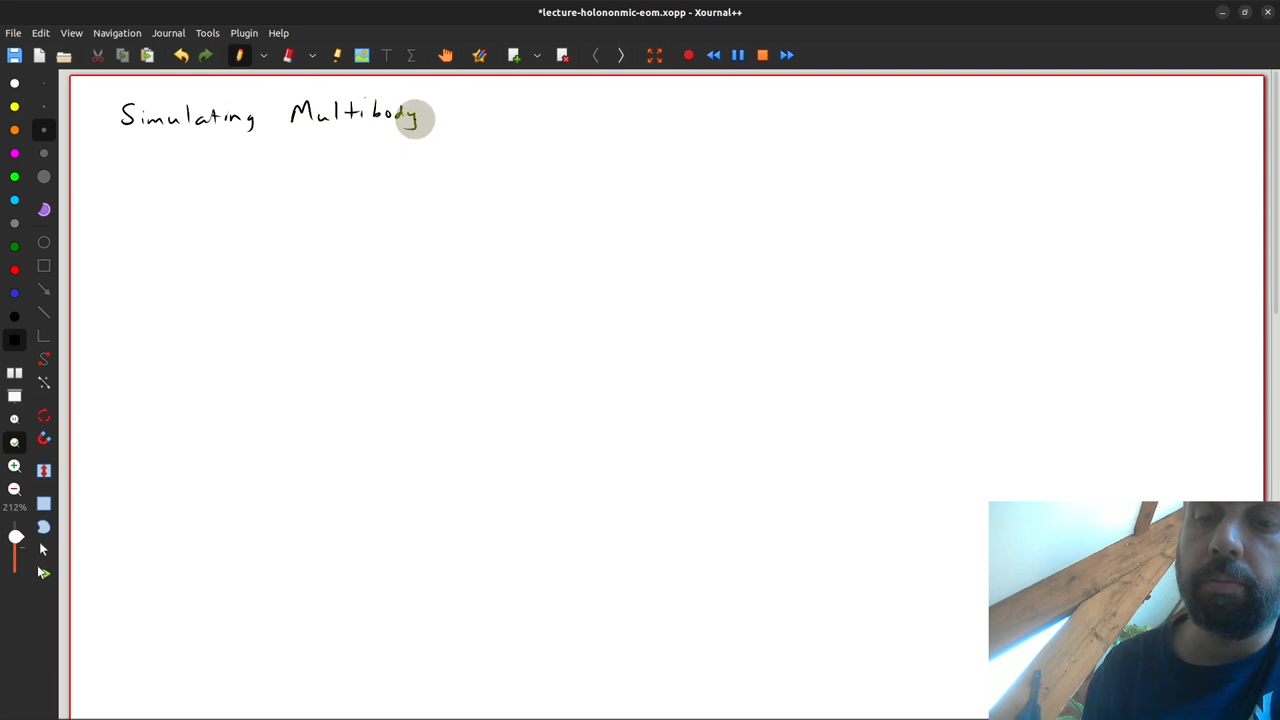 *lecture-holononmic-eom.xopp - Xournal++
File Edit View Navigation Journal Tools Plugin Help
Simulating Multibody
212%